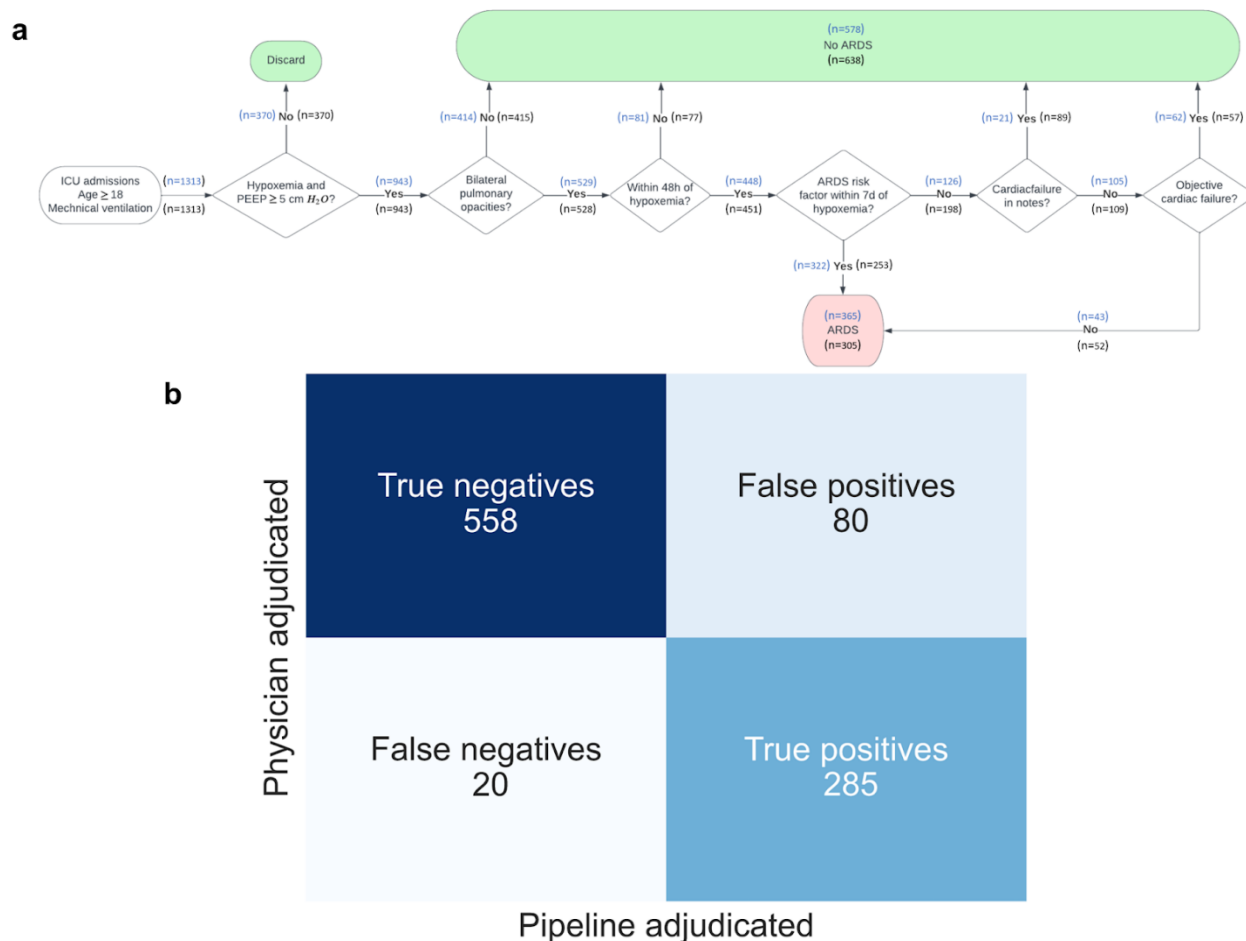 a
(n=578)
No ARDS
(n=638)
Discard
(n=370) No (n=370)
(n=414) No (n=415)
(n=81) No (n=77)
(n=21) Yes (n=89)
(n=62) Yes (n=57)
ICU admissions
Age ≥ 18
Mechnical ventilation
(n=1313)
(n=1313)
Hypoxemia and
PEEP ≥ 5 cm H₂O?
(n=943)
Yes
(n=943)
Bilateral
pulmonary
opacities?
(n=529)
Yes
(n=528)
Within 48h of
hypoxemia?
(n=448)
Yes
(n=451)
ARDS risk
factor within 7d of
hypoxemia?
(n=126)
No
(n=198)
Cardiacfailure
in notes?
(n=105)
No
(n=109)
Objective
cardiac failure?
(n=322) Yes (n=253)
(n=365)
ARDS
(n=305)
(n=43)
No
(n=52)
b
Physician adjudicated
True negatives
558
False positives
80
False negatives
20
True positives
285
Pipeline adjudicated